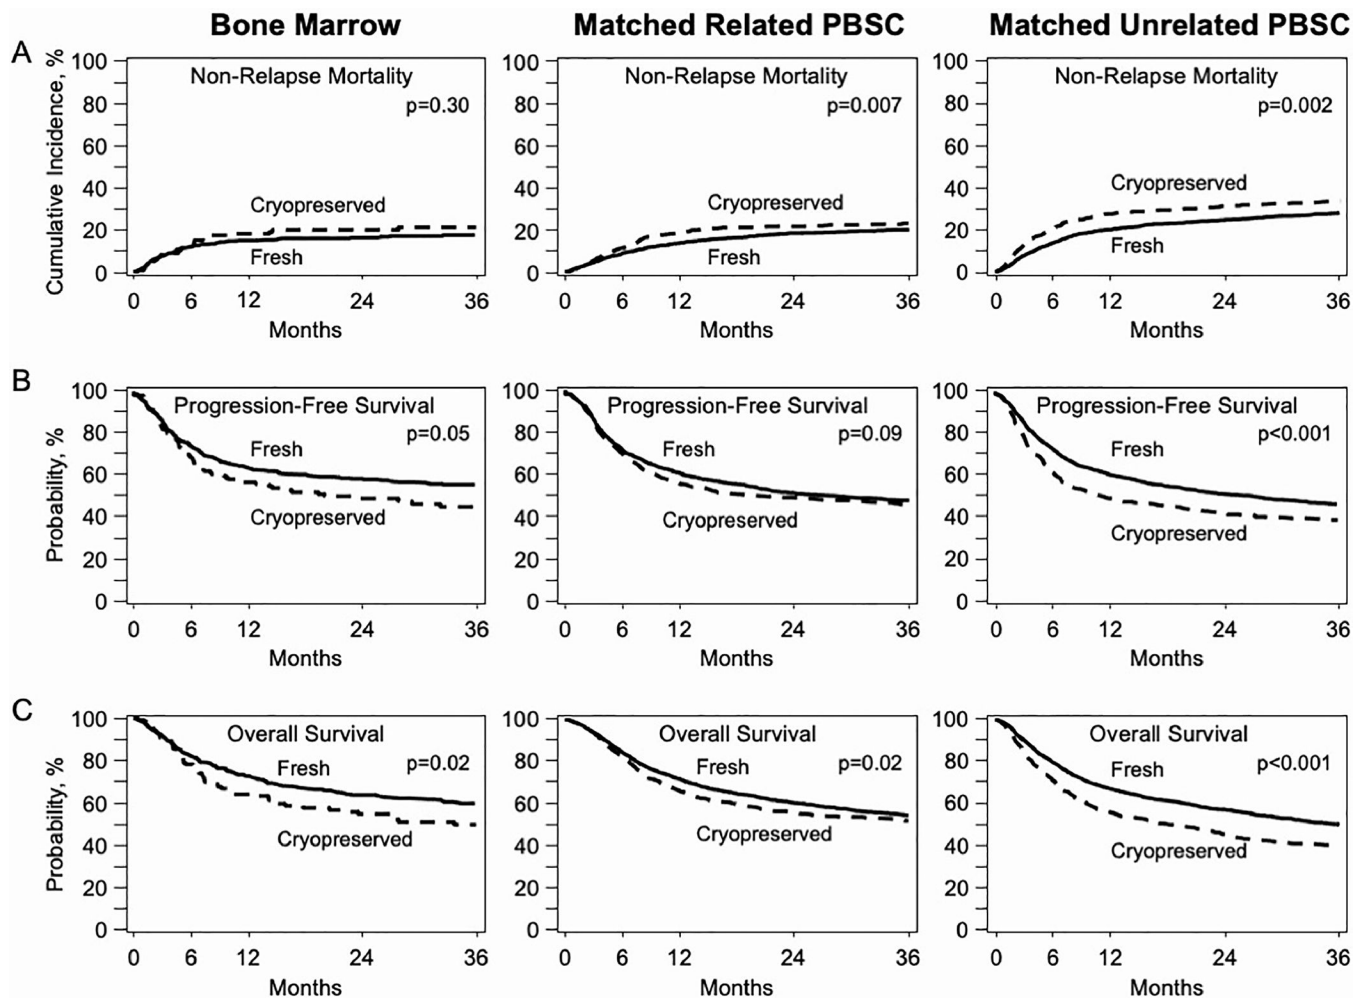 Bone Marrow
Matched Related PBSC
Matched Unrelated PBSC
A
Cumulative Incidence, %
100
80
60
40
20
0
Non-Relapse Mortality
p=0.30
Cryopreserved
Fresh
0 6 12 24 36
Months
100
80
60
40
20
0
Non-Relapse Mortality
p=0.007
Cryopreserved
Fresh
0 6 12 24 36
Months
100
80
60
40
20
0
Non-Relapse Mortality
p=0.002
Cryopreserved
Fresh
0 6 12 24 36
Months
B
Probability, %
100
80
60
40
20
0
Progression-Free Survival
p=0.05
Fresh
Cryopreserved
0 6 12 24 36
Months
100
80
60
40
20
0
Progression-Free Survival
p=0.09
Fresh
Cryopreserved
0 6 12 24 36
Months
100
80
60
40
20
0
Progression-Free Survival
p<0.001
Fresh
Cryopreserved
0 6 12 24 36
Months
C
Probability, %
100
80
60
40
20
0
Overall Survival
p=0.02
Fresh
Cryopreserved
0 6 12 24 36
Months
100
80
60
40
20
0
Overall Survival
p=0.02
Fresh
Cryopreserved
0 6 12 24 36
Months
100
80
60
40
20
0
Overall Survival
p<0.001
Fresh
Cryopreserved
0 6 12 24 36
Months